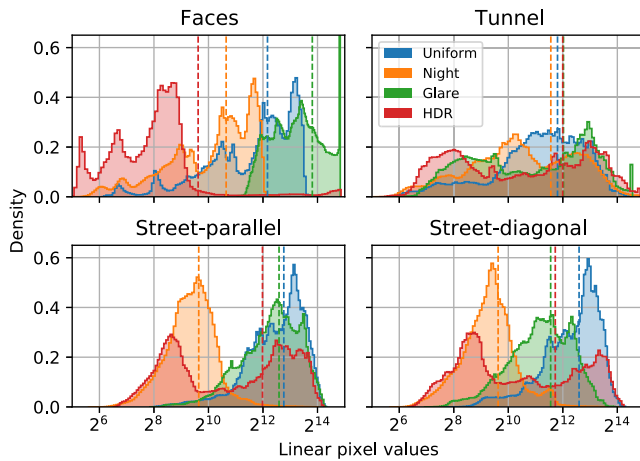 Faces
Tunnel
0.6
0.4
0.2
0.0
Uniform
Night
Glare
HDR
Density
Street-parallel
Street-diagonal
0.6
0.4
0.2
0.0
2^6 2^8 2^10 2^12 2^14
2^6 2^8 2^10 2^12 2^14
Linear pixel values